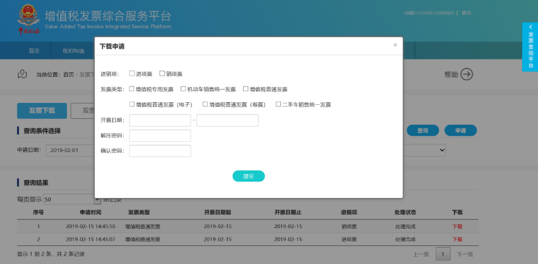 增值税发票综合服务平台
Value Added Tax Invoice Integrated Service Platform
首页
当前位置：首页
帮助
发票下载
查询条件选择
查询 申请
申请日期： 2019-02-01
下载申请 ×
进销项： 进项票 销项票
发票类型： 增值税专用发票 机动车销售统一发票 增值税普通发票
增值税普通发票（电子） 增值税普通发票（卷票） 二手车销售统一发票
开票日期： -
解压密码：
确认密码：
提交
查询结果
每页显示 50 条记录
序号 申请时间 发票类型 开票日期起 开票日期止 进销项 处理状态 下载
1 2019-02-15 14:45:50 增值税普通发票 2019-02-15 2019-02-15 销项票 处理完成 下载
2 2019-02-15 14:45:07 增值税普通发票 2019-02-15 2019-02-15 进项票 处理完成 下载
显示 1 到 2 条，共 2 条记录 上一页 1 下一页